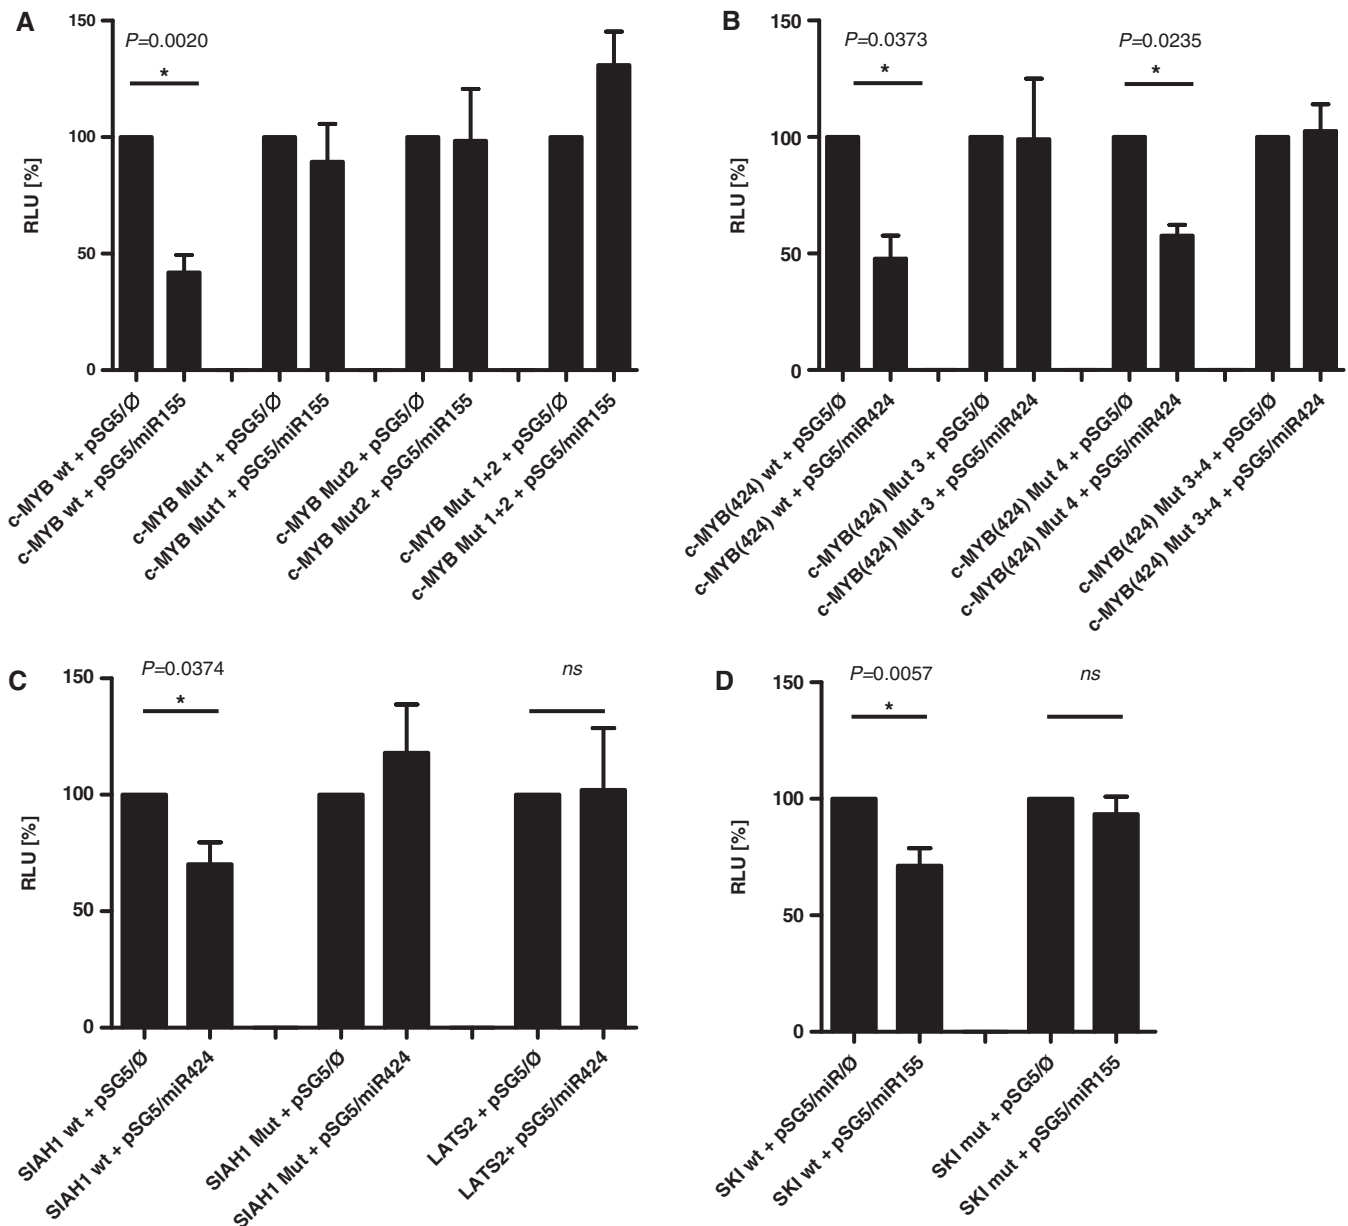 A
150
P=0.0020
*
100
RLU [%]
50
0
c-MYB wt + pSG5/Ø
c-MYB wt + pSG5/miR155
c-MYB Mut1 + pSG5/Ø
c-MYB Mut1 + pSG5/miR155
c-MYB Mut2 + pSG5/Ø
c-MYB Mut2 + pSG5/miR155
c-MYB Mut 1+2 + pSG5/Ø
c-MYB Mut 1+2 + pSG5/miR155
B
150
P=0.0373
*
P=0.0235
*
100
RLU [%]
50
0
c-MYB(424) wt + pSG5/Ø
c-MYB(424) wt + pSG5/miR424
c-MYB(424) Mut 3 + pSG5/Ø
c-MYB(424) Mut 3 + pSG5/miR424
c-MYB(424) Mut 4 + pSG5/Ø
c-MYB(424) Mut 4 + pSG5/miR424
c-MYB(424) Mut 3+4 + pSG5/Ø
c-MYB(424) Mut 3+4 + pSG5/miR424
C
150
P=0.0374
*
ns
100
RLU [%]
50
0
SIAH1 wt + pSG5/Ø
SIAH1 wt + pSG5/miR424
SIAH1 Mut + pSG5/Ø
SIAH1 Mut + pSG5/miR424
LATS2 + pSG5/Ø
LATS2+ pSG5/miR424
D
150
P=0.0057
*
ns
100
RLU [%]
50
0
SKI wt + pSG5/miR/Ø
SKI wt + pSG5/miR155
SKI mut + pSG5/Ø
SKI mut + pSG5/miR155